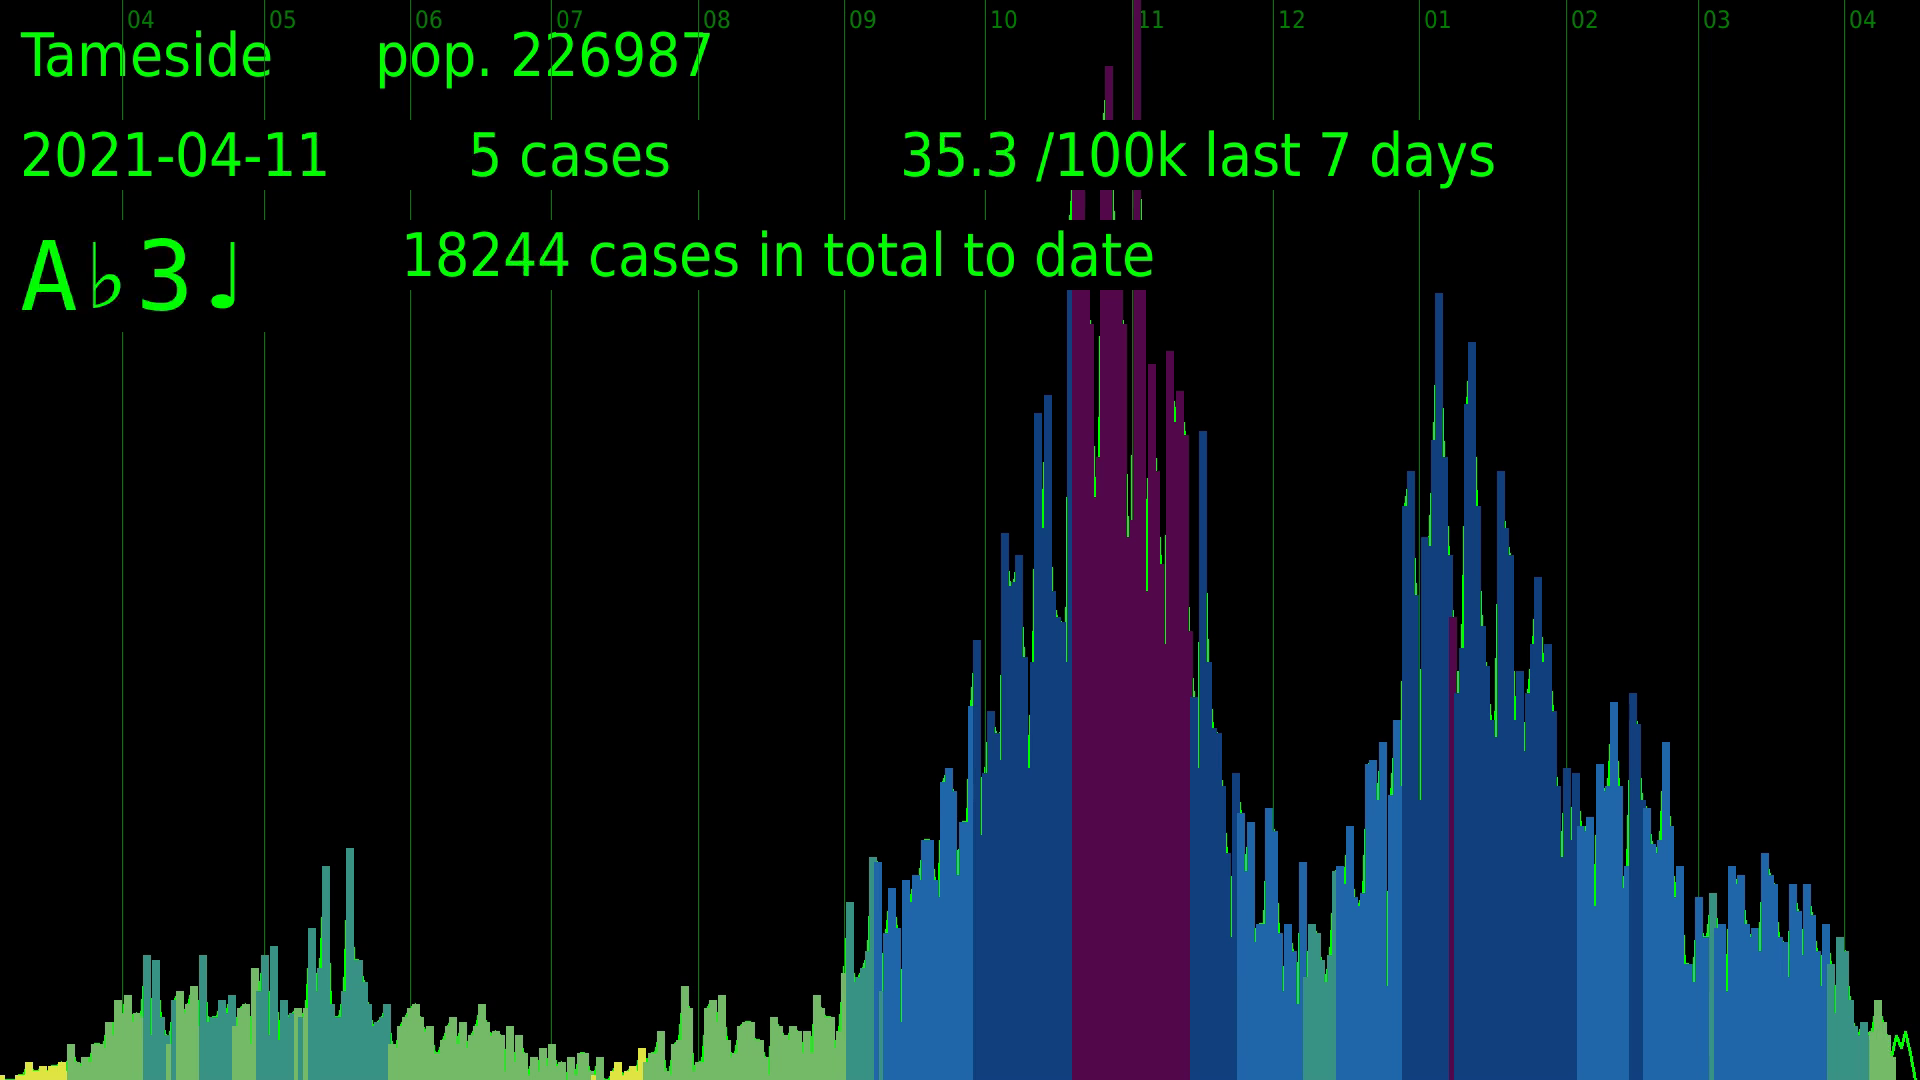 04 05 06 07 08 09 10 11 12 01 02 03 04
Tameside pop. 226987
2021-04-11 5 cases 35.3 /100k last 7 days
A♭3♩ 18244 cases in total to date